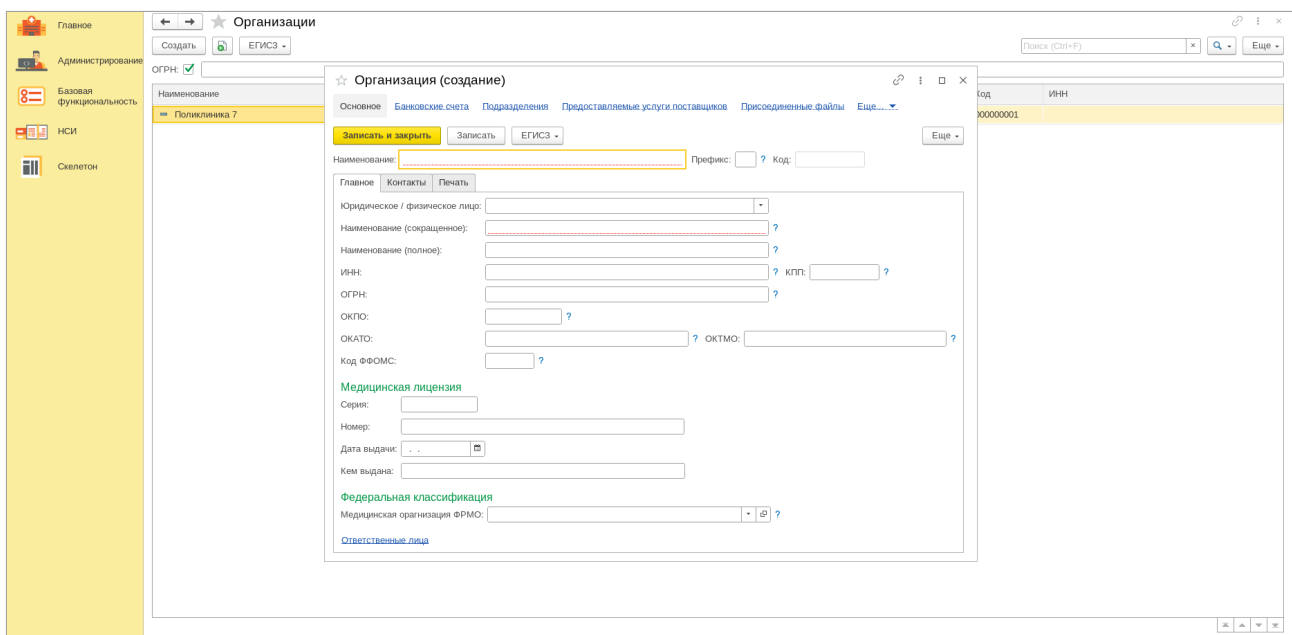 Главное
Администрирование
Базовая
функциональность
НСИ
Скелетон
Организации
Создать
ЕГИСЗ
Поиск (Ctrl+F)
×
Еще
ОГРН:
Наименование
Код
ИНН
Поликлиника 7
000000001
Организация (создание)
Основное Банковские счета Подразделения Предоставляемые услуги поставщиков Присоединенные файлы Еще...
Записать и закрыть Записать ЕГИСЗ Еще
Наименование: Префикс: ? Код:
Главное Контакты Печать
Юридическое / физическое лицо:
Наименование (сокращенное): ?
Наименование (полное): ?
ИНН: ? КПП: ?
ОГРН: ?
ОКПО: ?
ОКАТО: ? ОКТМО: ?
Код ФФОМС: ?
Медицинская лицензия
Серия:
Номер:
Дата выдачи: . .
Кем выдана:
Федеральная классификация
Медицинская орагнизация ФРМО: ?
Ответственные лица